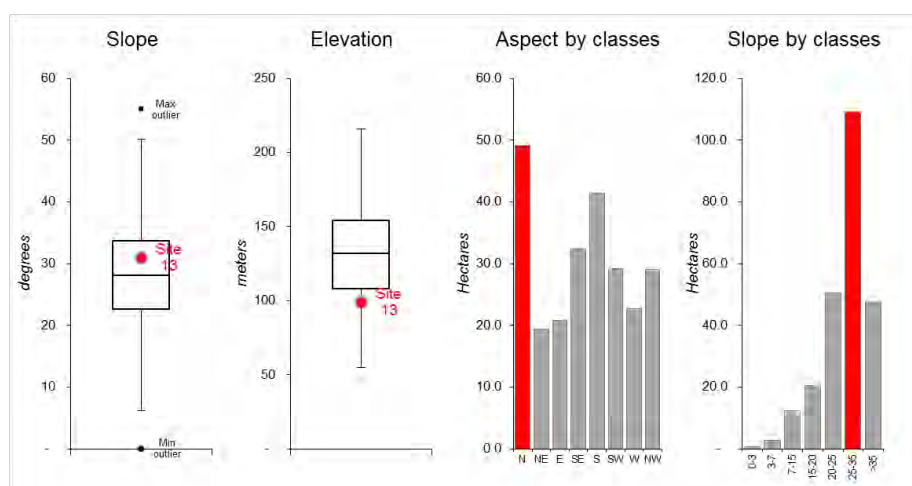 Slope
Elevation
Aspect by classes
Slope by classes
60
50
40
30
20
10
-
degrees
Max
outlier
Site
13
Min
outlier
250
200
150
100
50
-
meters
Site
13
60.0
50.0
40.0
30.0
20.0
10.0
0.0
Hectares
N
NE
E
SE
S
SW
W
NW
120.0
100.0
80.0
60.0
40.0
20.0
-
Hectares
0-3
3-7
7-15
15-20
20-25
25-35
>35